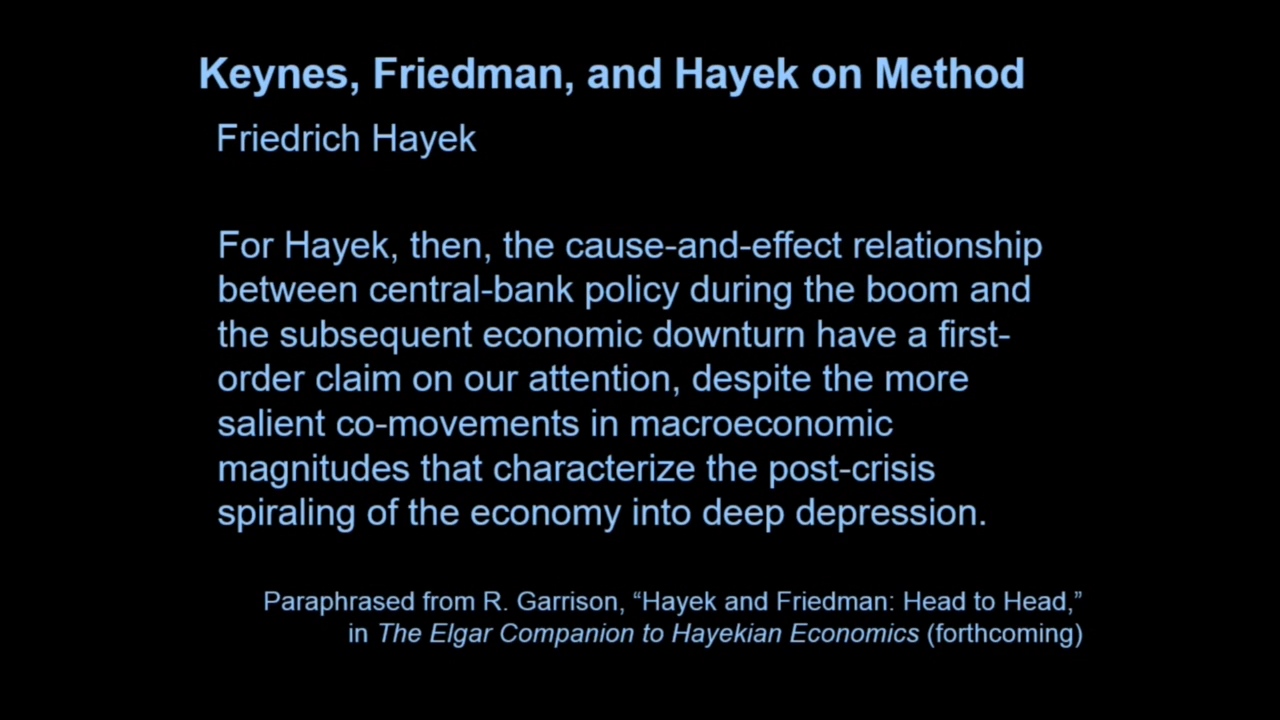 Keynes, Friedman, and Hayek on Method
Friedrich Hayek
For Hayek, then, the cause-and-effect relationship
between central-bank policy during the boom and
the subsequent economic downturn have a first-
order claim on our attention, despite the more
salient co-movements in macroeconomic
magnitudes that characterize the post-crisis
spiraling of the economy into deep depression.
Paraphrased from R. Garrison, “Hayek and Friedman: Head to Head,”
in The Elgar Companion to Hayekian Economics (forthcoming)